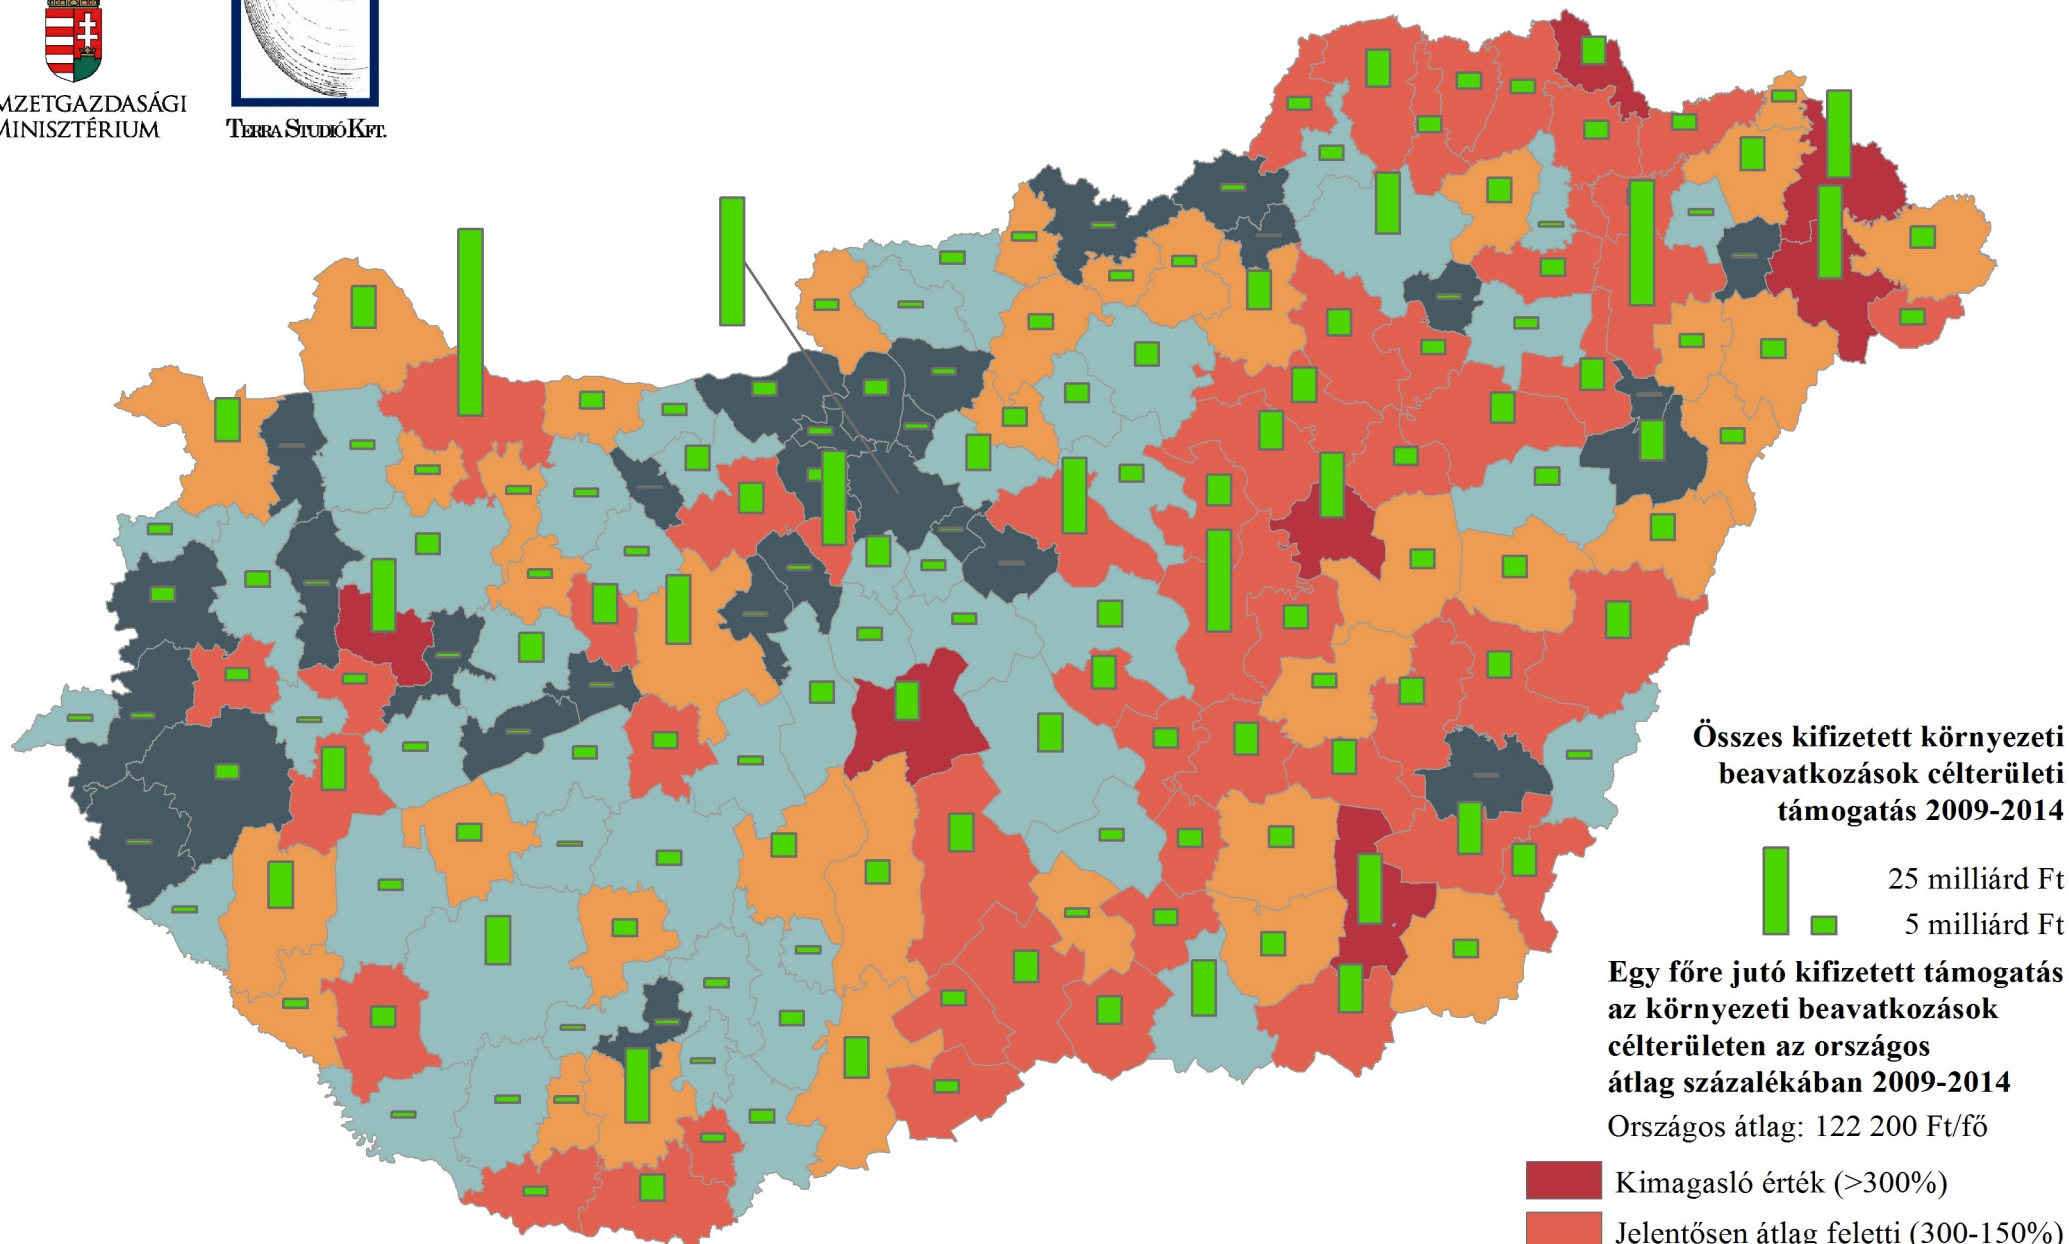 MINISZTÉRIUM
TERRA STUDIÓ KFT.
Összes kifizetett környezeti
beavatkozások célterületi
támogatás 2009-2014
25 milliárd Ft
5 milliárd Ft
Egy főre jutó kifizetett támogatás
az környezeti beavatkozások
célterületen az országos
átlag százalékában 2009-2014
Országos átlag: 122 200 Ft/fő
Kimagasló érték (>300%)
Jelentősen átlag feletti (300-150%)